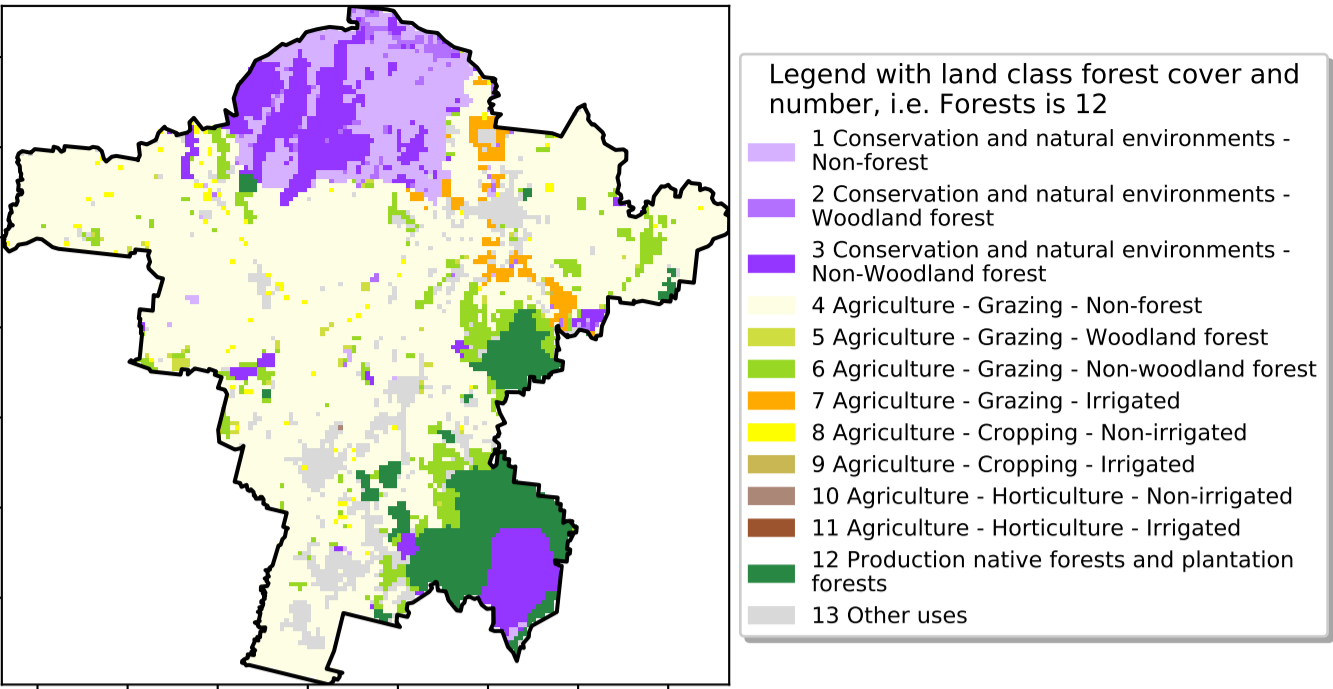 Legend with land class forest cover and
number, i.e. Forests is 12
1 Conservation and natural environments -
Non-forest
2 Conservation and natural environments -
Woodland forest
3 Conservation and natural environments -
Non-Woodland forest
4 Agriculture - Grazing - Non-forest
5 Agriculture - Grazing - Woodland forest
6 Agriculture - Grazing - Non-woodland forest
7 Agriculture - Grazing - Irrigated
8 Agriculture - Cropping - Non-irrigated
9 Agriculture - Cropping - Irrigated
10 Agriculture - Horticulture - Non-irrigated
11 Agriculture - Horticulture - Irrigated
12 Production native forests and plantation
forests
13 Other uses